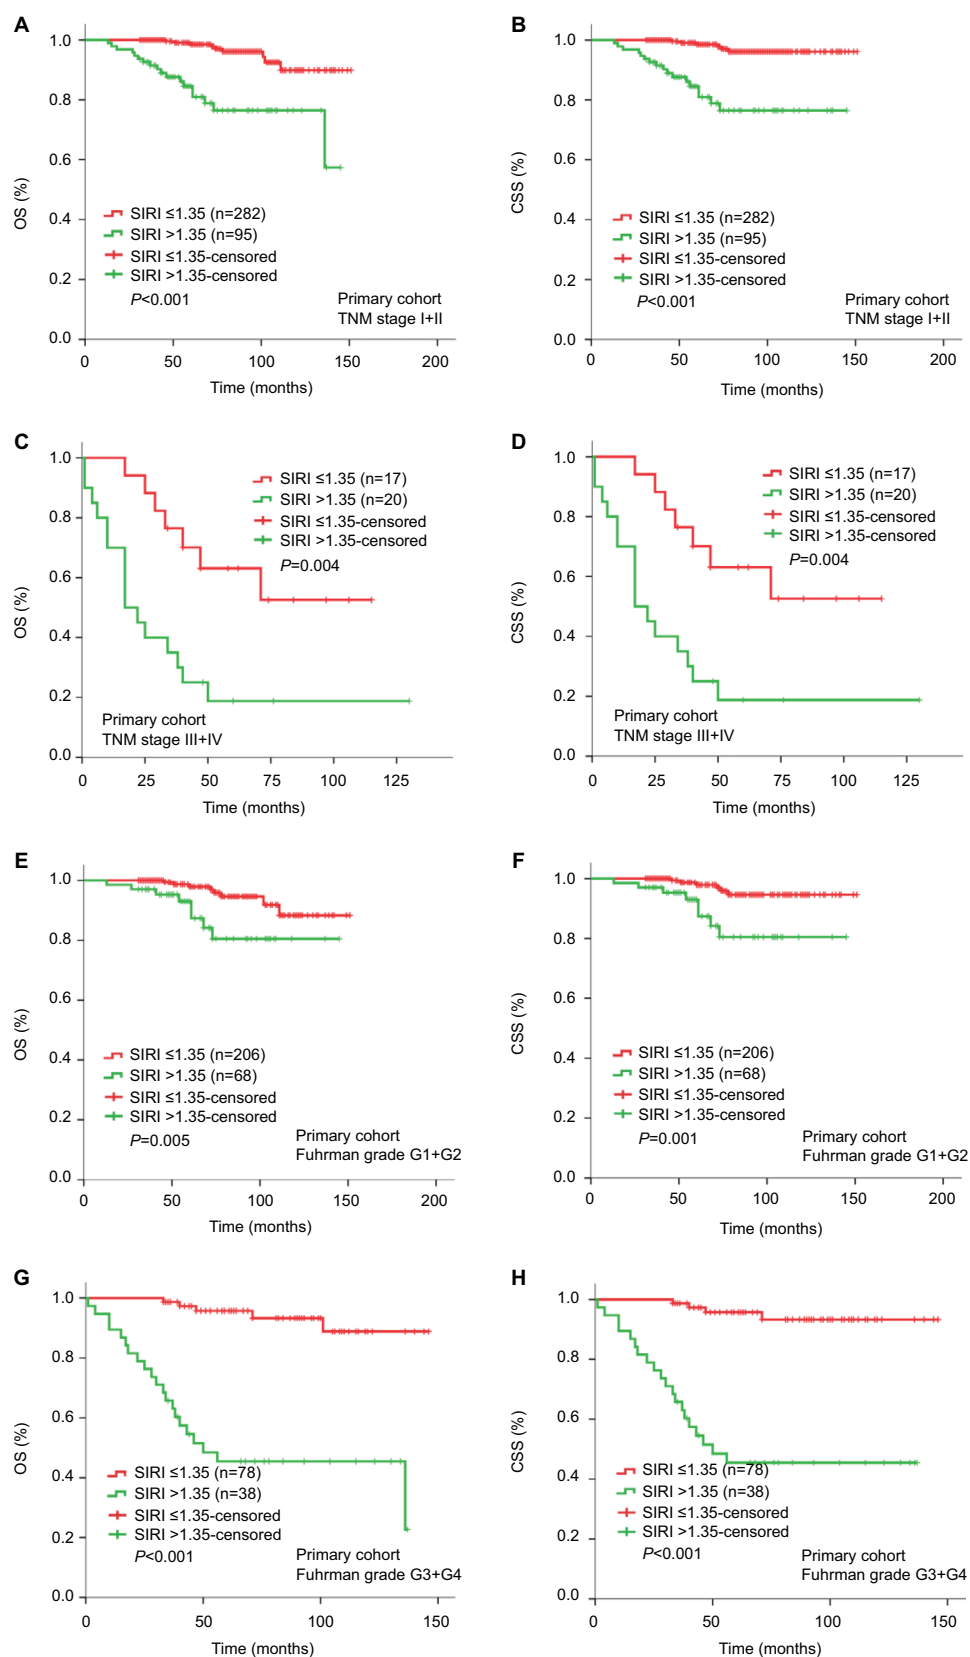 A
1.0
0.8
0.6
0.4
0.2
0.0
OS (%)
SIRI ≤1.35 (n=282)
SIRI >1.35 (n=95)
SIRI ≤1.35-censored
SIRI >1.35-censored
P<0.001
Primary cohort
TNM stage I+II
0 50 100 150 200
Time (months)
B
1.0
0.8
0.6
0.4
0.2
0.0
CSS (%)
SIRI ≤1.35 (n=282)
SIRI >1.35 (n=95)
SIRI ≤1.35-censored
SIRI >1.35-censored
P<0.001
Primary cohort
TNM stage I+II
0 50 100 150 200
Time (months)
C
1.0
0.8
0.6
0.4
0.2
0.0
OS (%)
SIRI ≤1.35 (n=17)
SIRI >1.35 (n=20)
SIRI ≤1.35-censored
SIRI >1.35-censored
P=0.004
Primary cohort
TNM stage III+IV
0 25 50 75 100 125
Time (months)
D
1.0
0.8
0.6
0.4
0.2
0.0
CSS (%)
SIRI ≤1.35 (n=17)
SIRI >1.35 (n=20)
SIRI ≤1.35-censored
SIRI >1.35-censored
P=0.004
Primary cohort
TNM stage III+IV
0 25 50 75 100 125
Time (months)
E
1.0
0.8
0.6
0.4
0.2
0.0
OS (%)
SIRI ≤1.35 (n=206)
SIRI >1.35 (n=68)
SIRI ≤1.35-censored
SIRI >1.35-censored
P=0.005
Primary cohort
Fuhrman grade G1+G2
0 50 100 150 200
Time (months)
F
1.0
0.8
0.6
0.4
0.2
0.0
CSS (%)
SIRI ≤1.35 (n=206)
SIRI >1.35 (n=68)
SIRI ≤1.35-censored
SIRI >1.35-censored
P=0.001
Primary cohort
Fuhrman grade G1+G2
0 50 100 150 200
Time (months)
G
1.0
0.8
0.6
0.4
0.2
0.0
OS (%)
SIRI ≤1.35 (n=78)
SIRI >1.35 (n=38)
SIRI ≤1.35-censored
SIRI >1.35-censored
P<0.001
Primary cohort
Fuhrman grade G3+G4
0 50 100 150
Time (months)
H
1.0
0.8
0.6
0.4
0.2
0.0
CSS (%)
SIRI ≤1.35 (n=78)
SIRI >1.35 (n=38)
SIRI ≤1.35-censored
SIRI >1.35-censored
P<0.001
Primary cohort
Fuhrman grade G3+G4
0 50 100 150
Time (months)